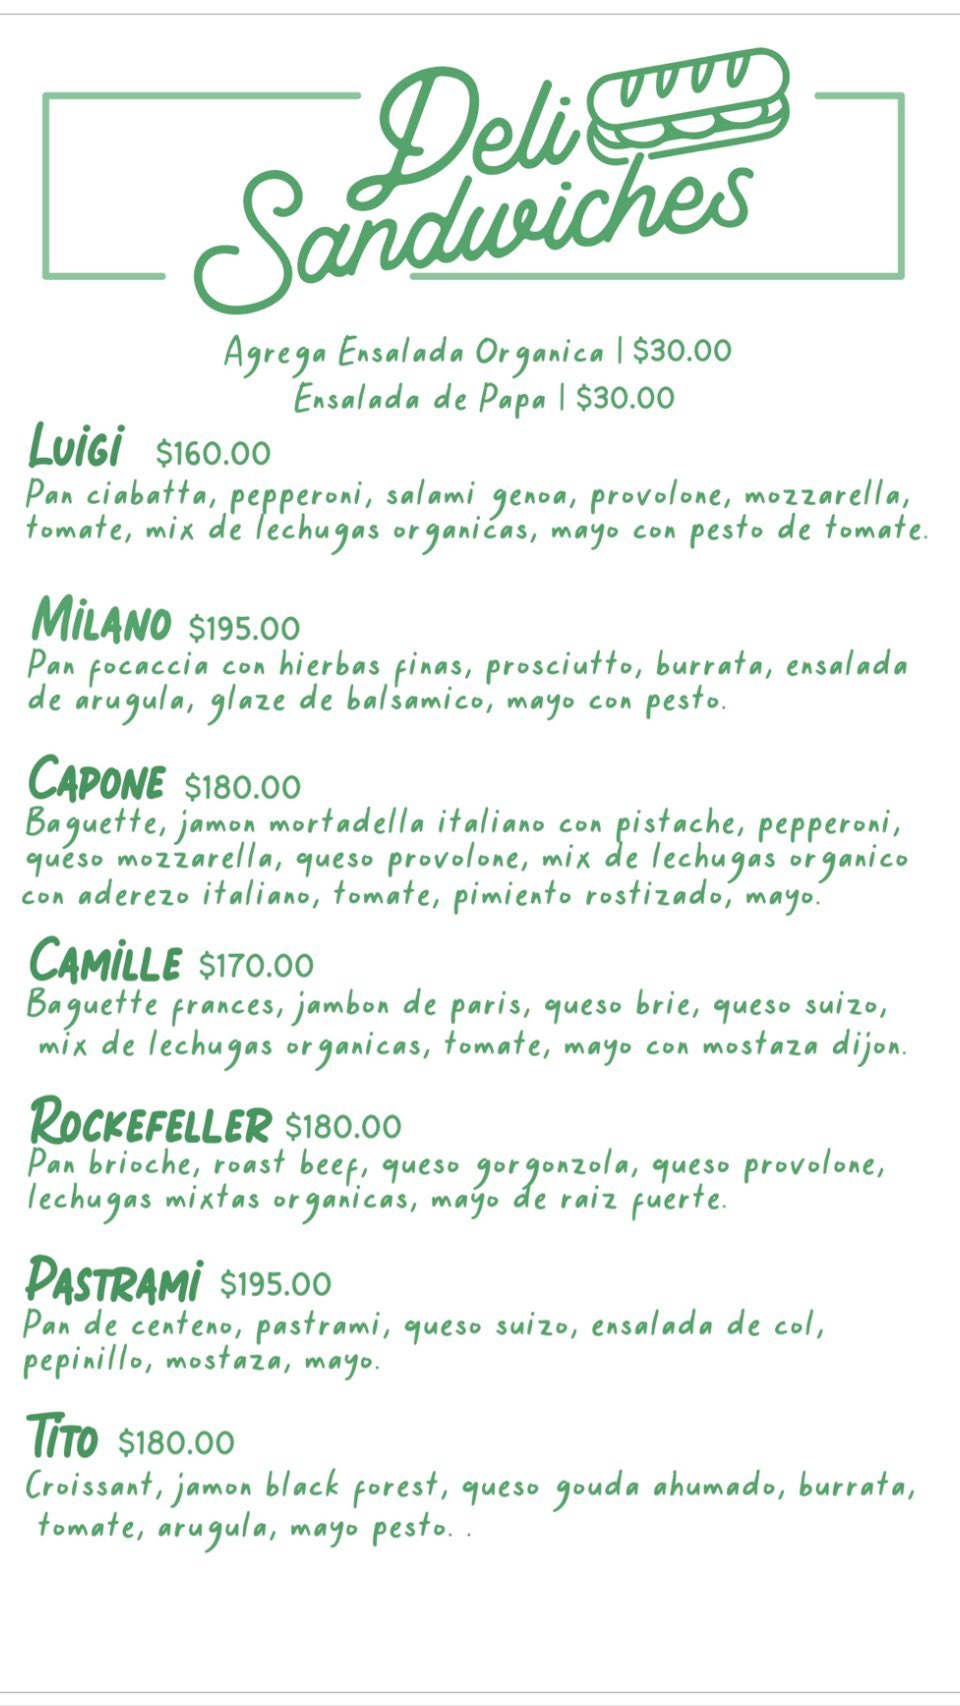 Deli
Sandwiches
Agrega Ensalada Organica | $30.00
Ensalada de Papa | $30.00
LUIGI $160.00
Pan ciabatta, pepperoni, salami genoa, provolone, mozzarella,
tomate, mix de lechugas organicas, mayo con pesto de tomate.
MILANO $195.00
Pan focaccia con hierbas finas, prosciutto, burrata, ensalada
de arugula, glaze de balsamico, mayo con pesto.
CAPONE $180.00
Baguette, jamon mortadella italiano con pistache, pepperoni,
queso mozzarella, queso provolone, mix de lechugas organico
con aderezo italiano, tomate, pimiento rostizado, mayo.
CAMILLE $170.00
Baguette frances, jambon de paris, queso brie, queso suizo,
mix de lechugas organicas, tomate, mayo con mostaza dijon.
ROCKEFELLER $180.00
Pan brioche, roast beef, queso gorgonzola, queso provolone,
lechugas mixtas organicas, mayo de raiz fuerte.
PASTRAMI $195.00
Pan de centeno, pastrami, queso suizo, ensalada de col,
pepinillo, mostaza, mayo.
TITO $180.00
Croissant, jamon black forest, queso gouda ahumado, burrata,
tomate, arugula, mayo pesto. .